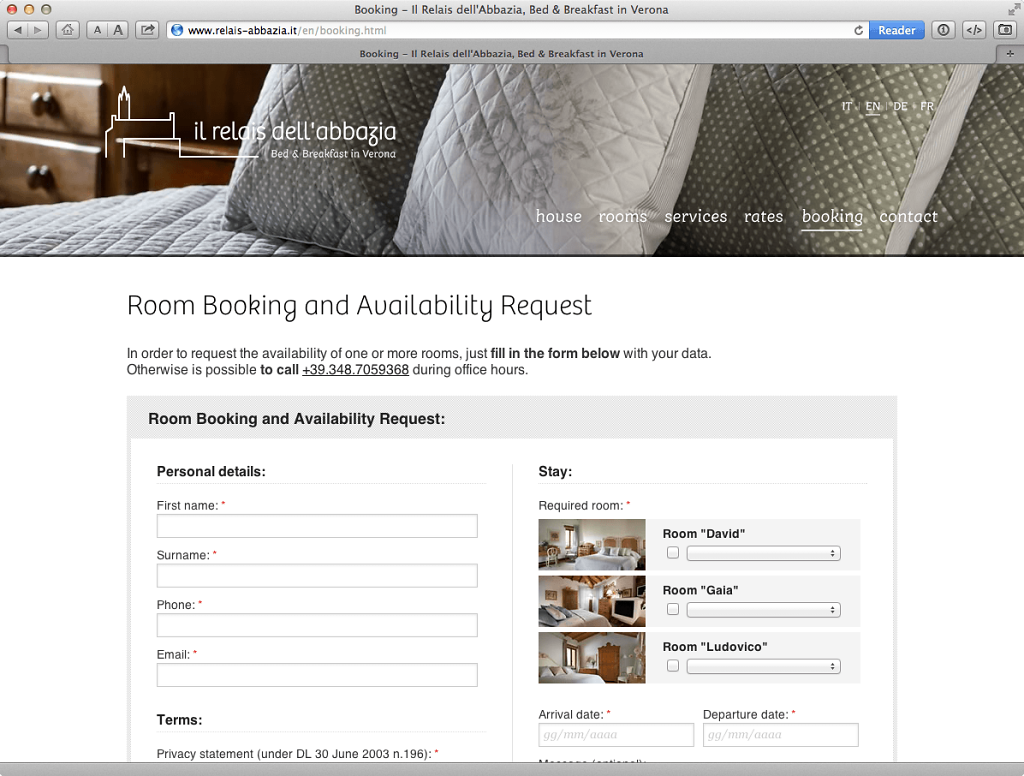 Booking – Il Relais dell'Abbazia, Bed & Breakfast in Verona
A A
www.relais-abbazia.it/en/booking.html
Reader
Booking – Il Relais dell'Abbazia, Bed & Breakfast in Verona
IT | EN | DE | FR
il relais dell'abbazia
Bed & Breakfast in Verona
house rooms services rates booking contact
Room Booking and Availability Request
In order to request the availability of one or more rooms, just fill in the form below with your data.
Otherwise is possible to call +39.348.7059368 during office hours.
Room Booking and Availability Request:
Personal details:
First name: *
Surname: *
Phone: *
Email: *
Terms:
Privacy statement (under DL 30 June 2003 n.196): *
Stay:
Required room: *
Room "David"
Room "Gaia"
Room "Ludovico"
Arrival date: *
Departure date: *
gg/mm/aaaa
gg/mm/aaaa
Message (optional):